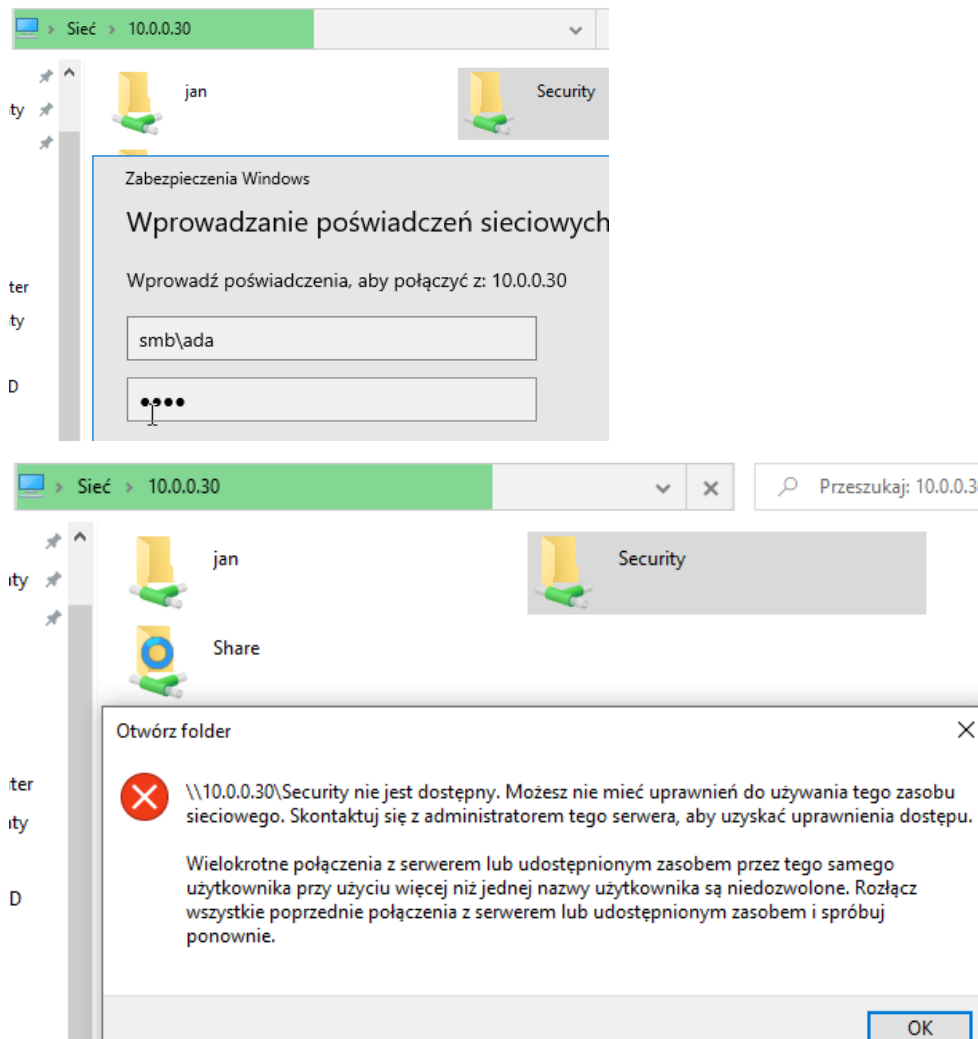 Sieć > 10.0.0.30
jan
Security
ty
Zabezpieczenia Windows
Wprowadzanie poświadczeń sieciowych
Wprowadź poświadczenia, aby połączyć z: 10.0.0.30
ter
ty
smb\ada
D
••••
Sieć > 10.0.0.30
Przeszukaj: 10.0.0.3
jan
Security
ty
Share
Otwórz folder
\\10.0.0.30\Security nie jest dostępny. Możesz nie mieć uprawnień do używania tego zasobu
sieciowego. Skontaktuj się z administratorem tego serwera, aby uzyskać uprawnienia dostępu.
ter
ty
Wielokrotne połączenia z serwerem lub udostępnionym zasobem przez tego samego
użytkownika przy użyciu więcej niż jednej nazwy użytkownika są niedozwolone. Rozłącz
wszystkie poprzednie połączenia z serwerem lub udostępnionym zasobem i spróbuj
ponownie.
D
OK